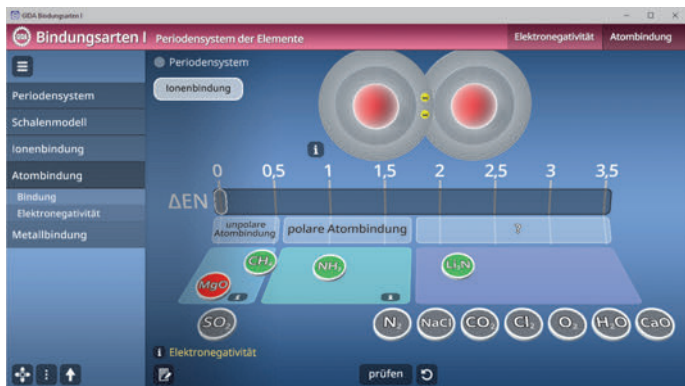 GIDA Bindungsarten I
Bindungsarten I Periodensystem der Elemente Elektronegativität Atombindung
Periodensystem
Ionenbindung
Periodensystem
Schalenmodell
Ionenbindung
Atombindung
Bindung
Elektronegativität
Metallbindung
0 0,5 1 1,5 2 2,5 3 3,5
ΔEN
unpolare Atombindung
polare Atombindung
?
CH₄ NH₃ Li₃N
MgO
SO₂ N₂ NaCl CO₂ Cl₂ O₂ H₂O CaO
Elektronegativität
prüfen